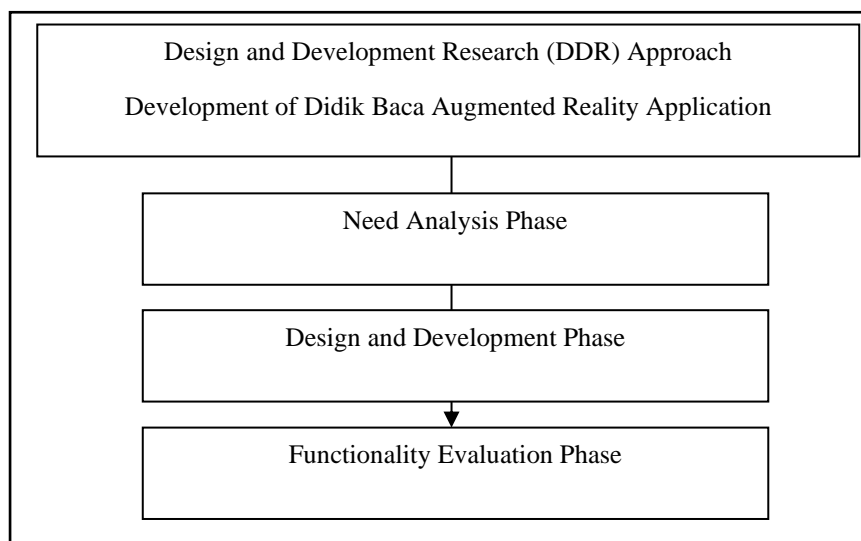 Design and Development Research (DDR) Approach
Development of Didik Baca Augmented Reality Application
Need Analysis Phase
Design and Development Phase
Functionality Evaluation Phase